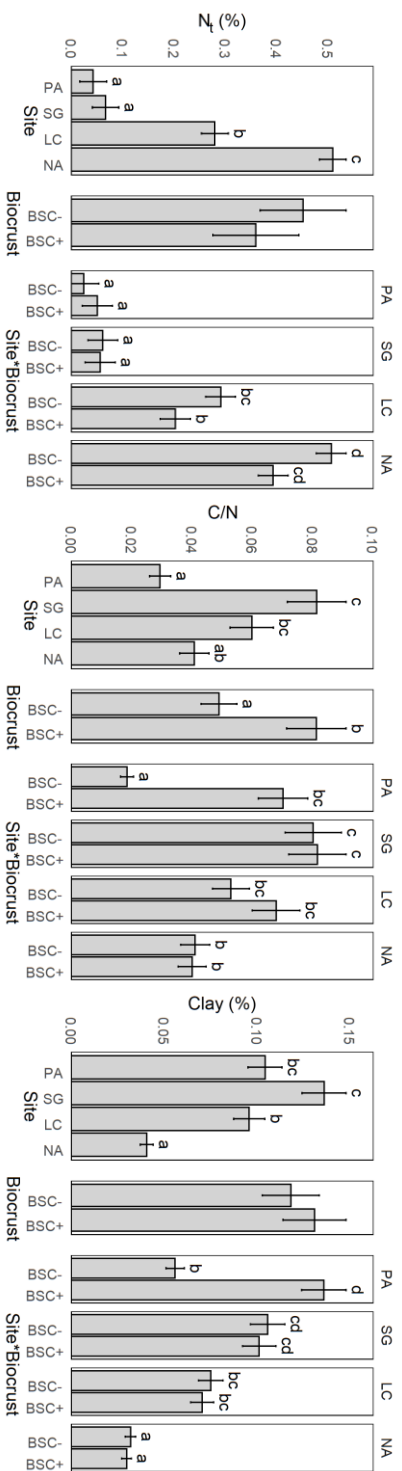 N_t (%)
0.5
0.3
0.2
0.1
0.0
a
a
b
c
PA SG LC NA
Site
BSC- BSC+
Biocrust
PA SG LC NA
a a
a a
bc b
d cd
BSC- BSC+ BSC- BSC+ BSC- BSC+ BSC- BSC+
Site*Biocrust
C/N
0.10
0.08
0.06
0.04
0.02
0.00
a
c
bc
ab
PA SG LC NA
Site
a b
BSC- BSC+
Biocrust
PA SG LC NA
a bc
c c
bc bc
b b
BSC- BSC+ BSC- BSC+ BSC- BSC+ BSC- BSC+
Site*Biocrust
Clay (%)
0.15
0.10
0.05
0.00
bc
c
b
a
PA SG LC NA
Site
BSC- BSC+
Biocrust
PA SG LC NA
b d
cd cd
bc bc
a a
BSC- BSC+ BSC- BSC+ BSC- BSC+ BSC- BSC+
Site*Biocrust